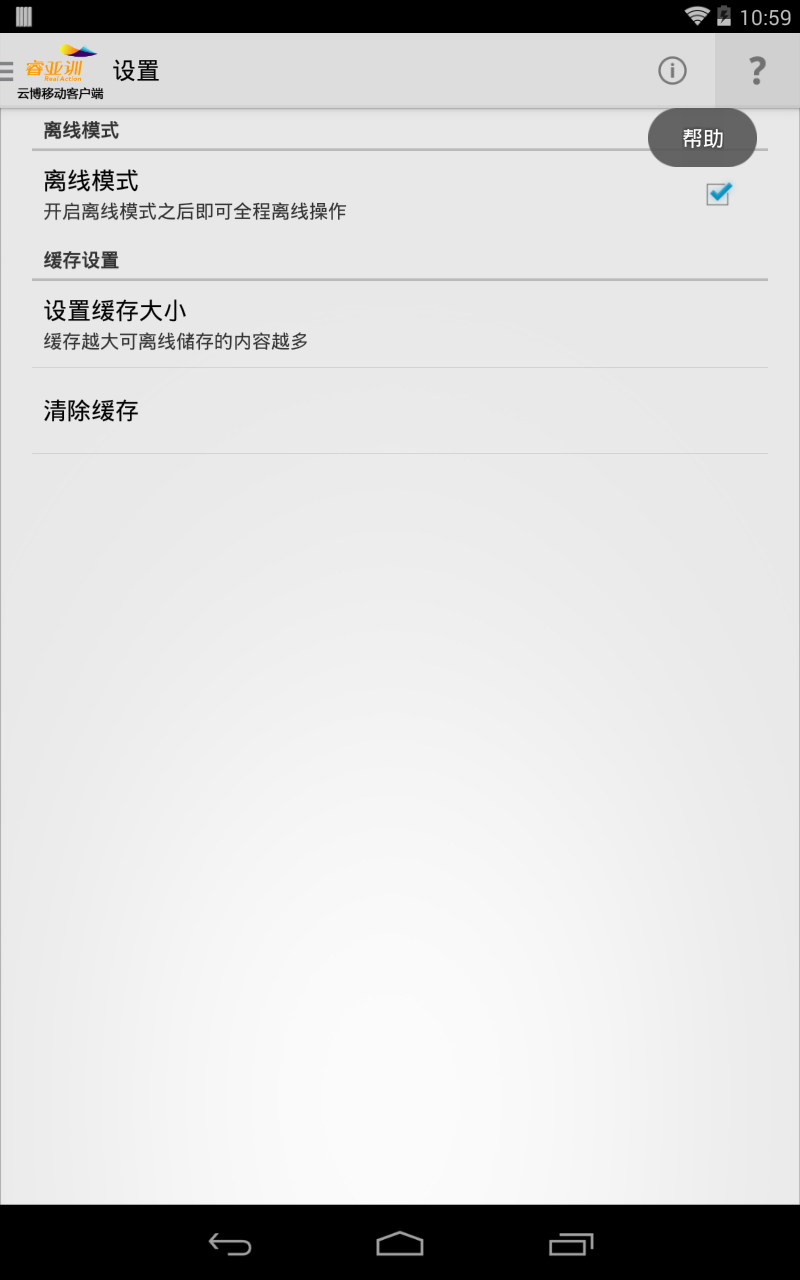 10:59
睿亚训
Real Action
云博移动客户端
设置
帮助
离线模式
离线模式
开启离线模式之后即可全程离线操作
缓存设置
设置缓存大小
缓存越大可离线储存的内容越多
清除缓存